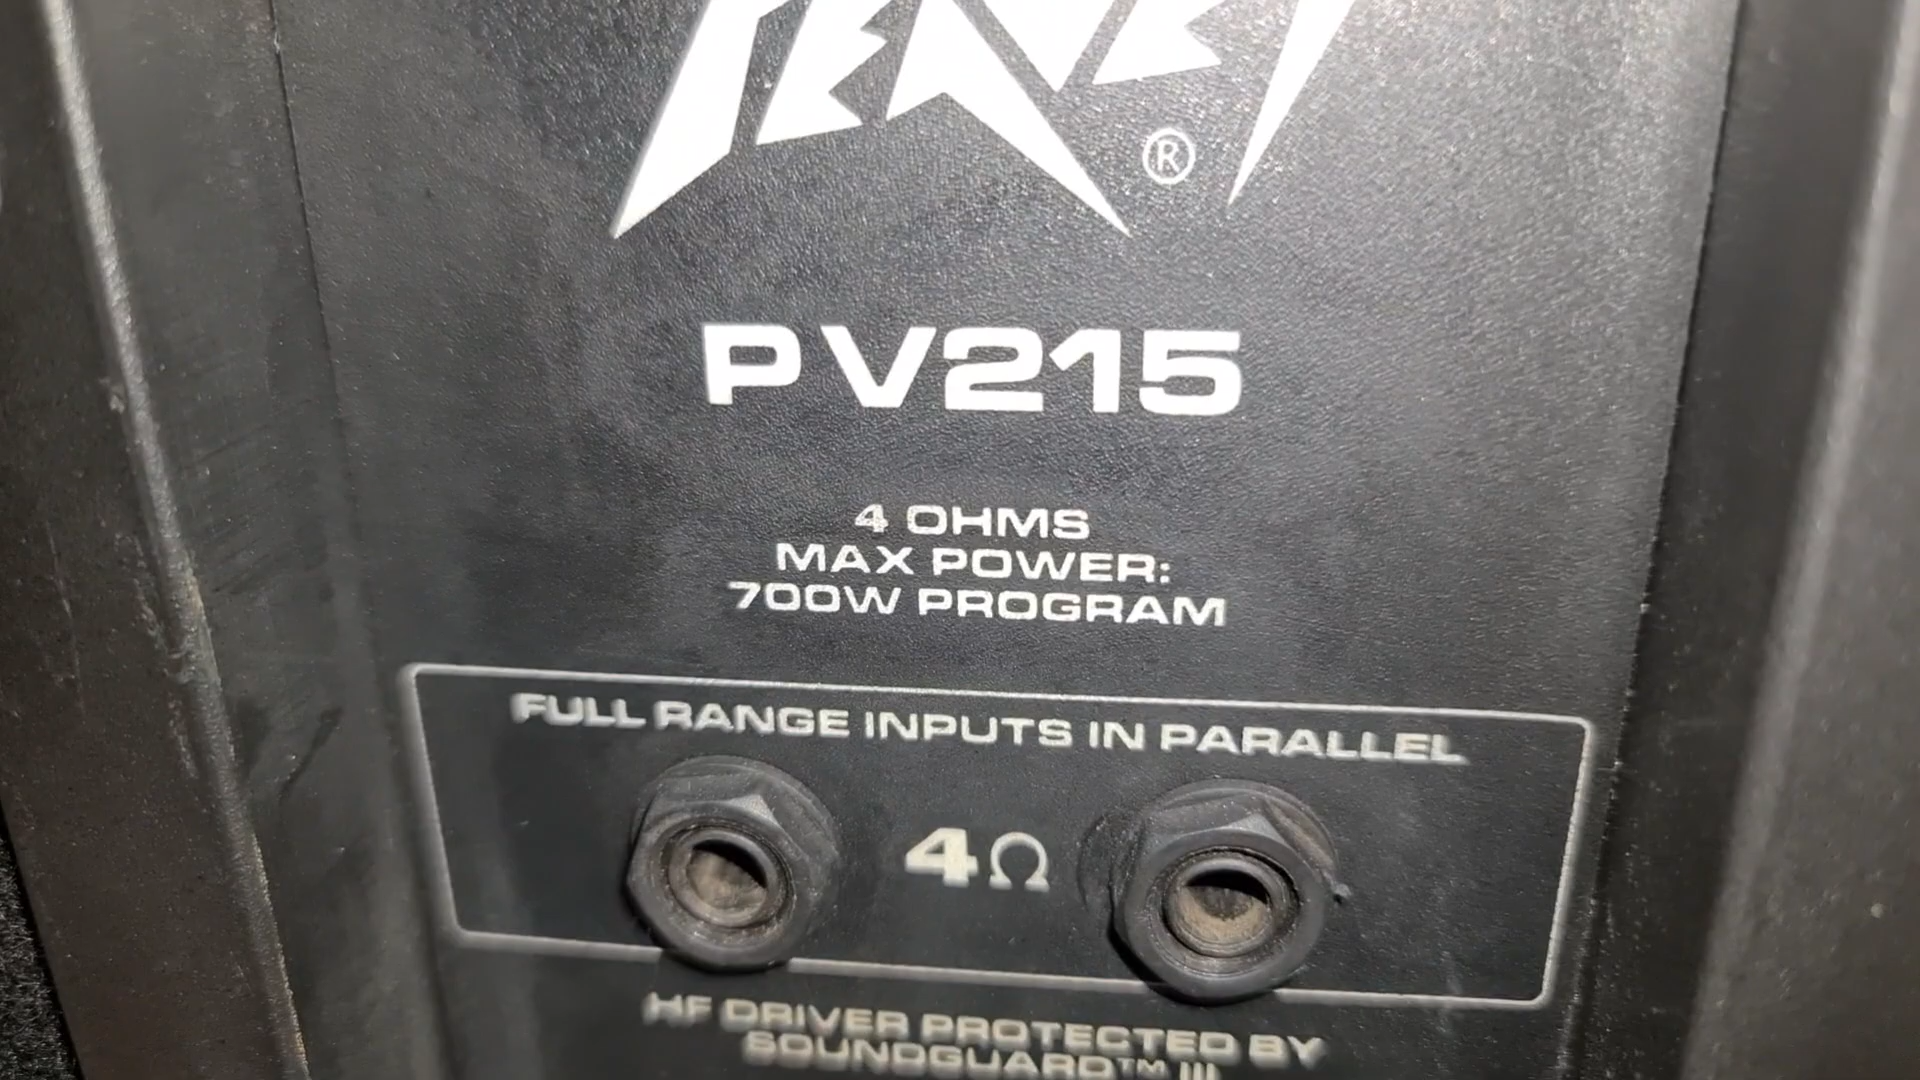 PEAVEY
®
PV215
4 OHMS
MAX POWER:
700W PROGRAM
FULL RANGE INPUTS IN PARALLEL
4Ω
HF DRIVER PROTECTED BY
SOUNDGUARD™ III